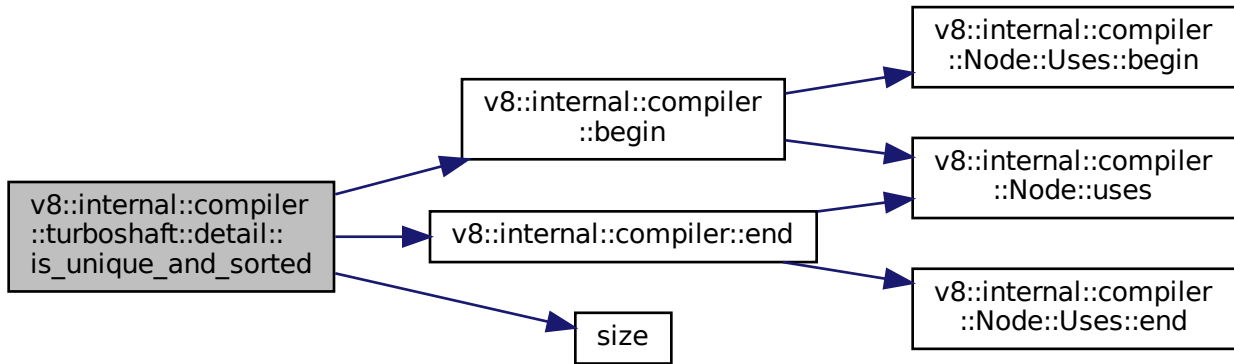 v8::internal::compiler
::turboshaft::detail::
is_unique_and_sorted
v8::internal::compiler
::begin
v8::internal::compiler::end
size
v8::internal::compiler
::Node::Uses::begin
v8::internal::compiler
::Node::uses
v8::internal::compiler
::Node::Uses::end